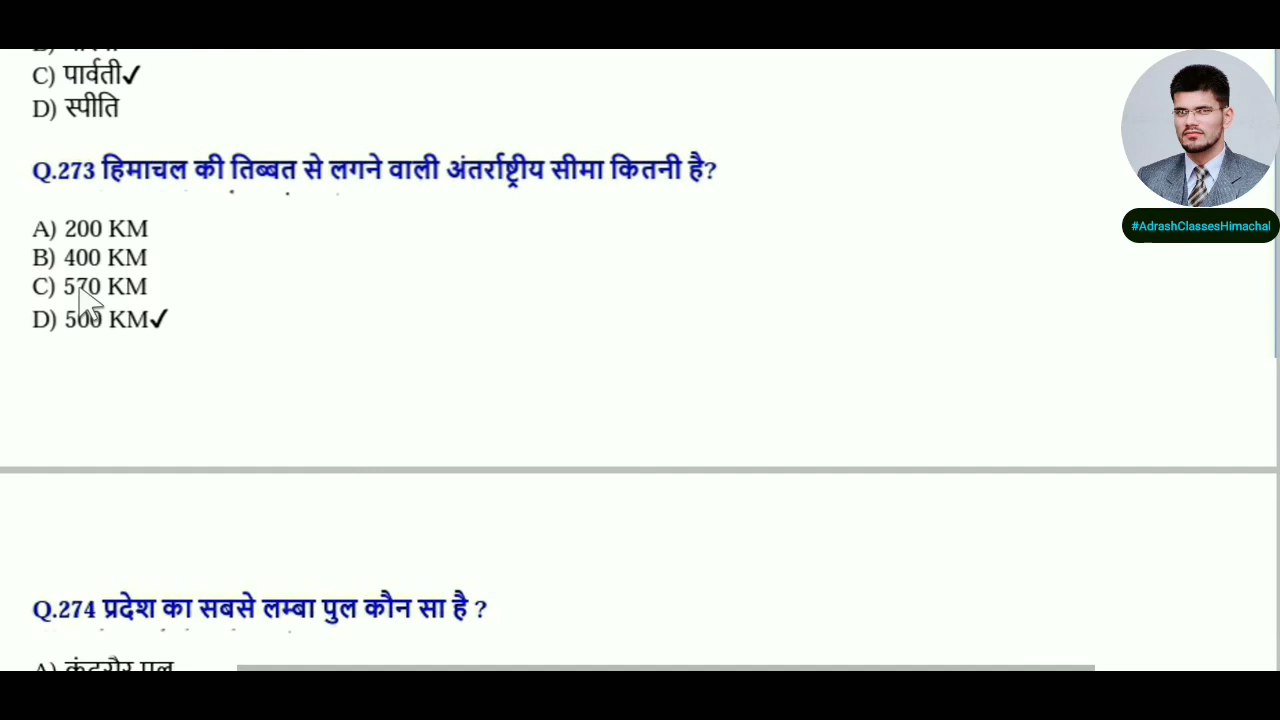 C) पार्वती✓
D) स्पीति
Q.273 हिमाचल की तिब्बत से लगने वाली अंतर्राष्ट्रीय सीमा कितनी है?
A) 200 KM
B) 400 KM
C) 570 KM
D) 500 KM✓
#AdrashClassesHimachal
Q.274 प्रदेश का सबसे लम्बा पुल कौन सा है ?